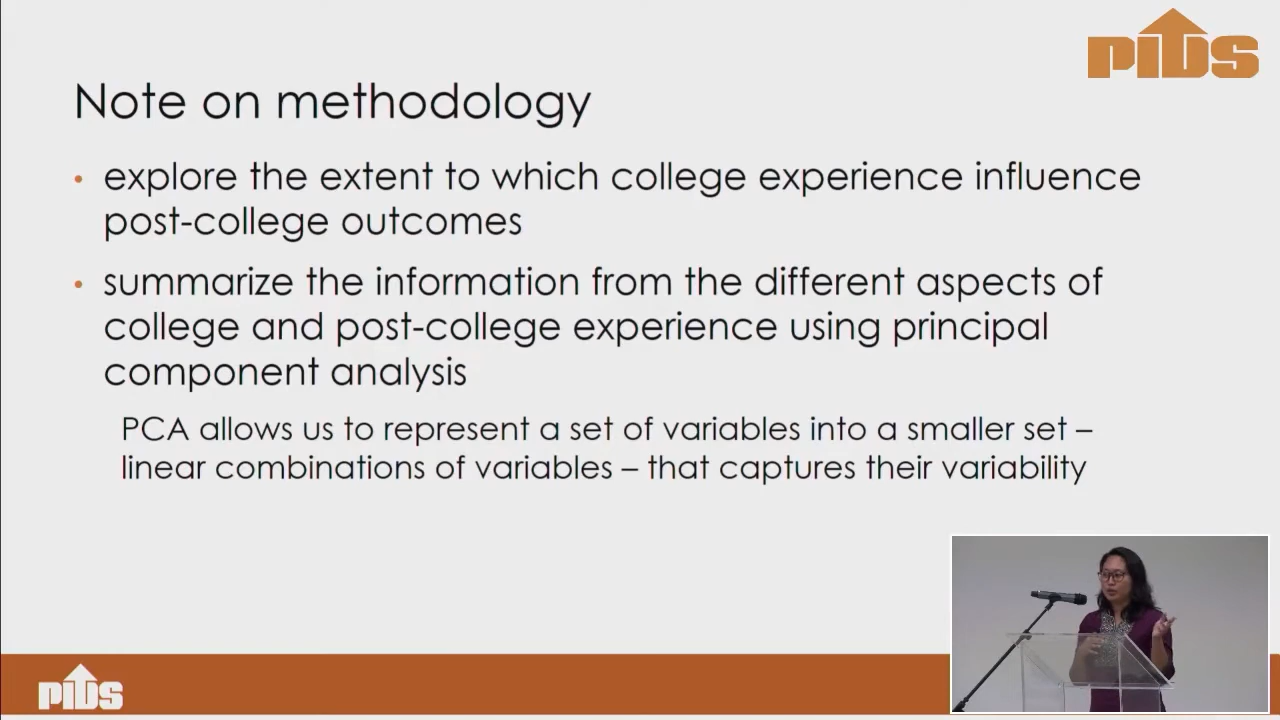 PIDS
Note on methodology
• explore the extent to which college experience influence
post-college outcomes
• summarize the information from the different aspects of
college and post-college experience using principal
component analysis
PCA allows us to represent a set of variables into a smaller set –
linear combinations of variables – that captures their variability
PIDS